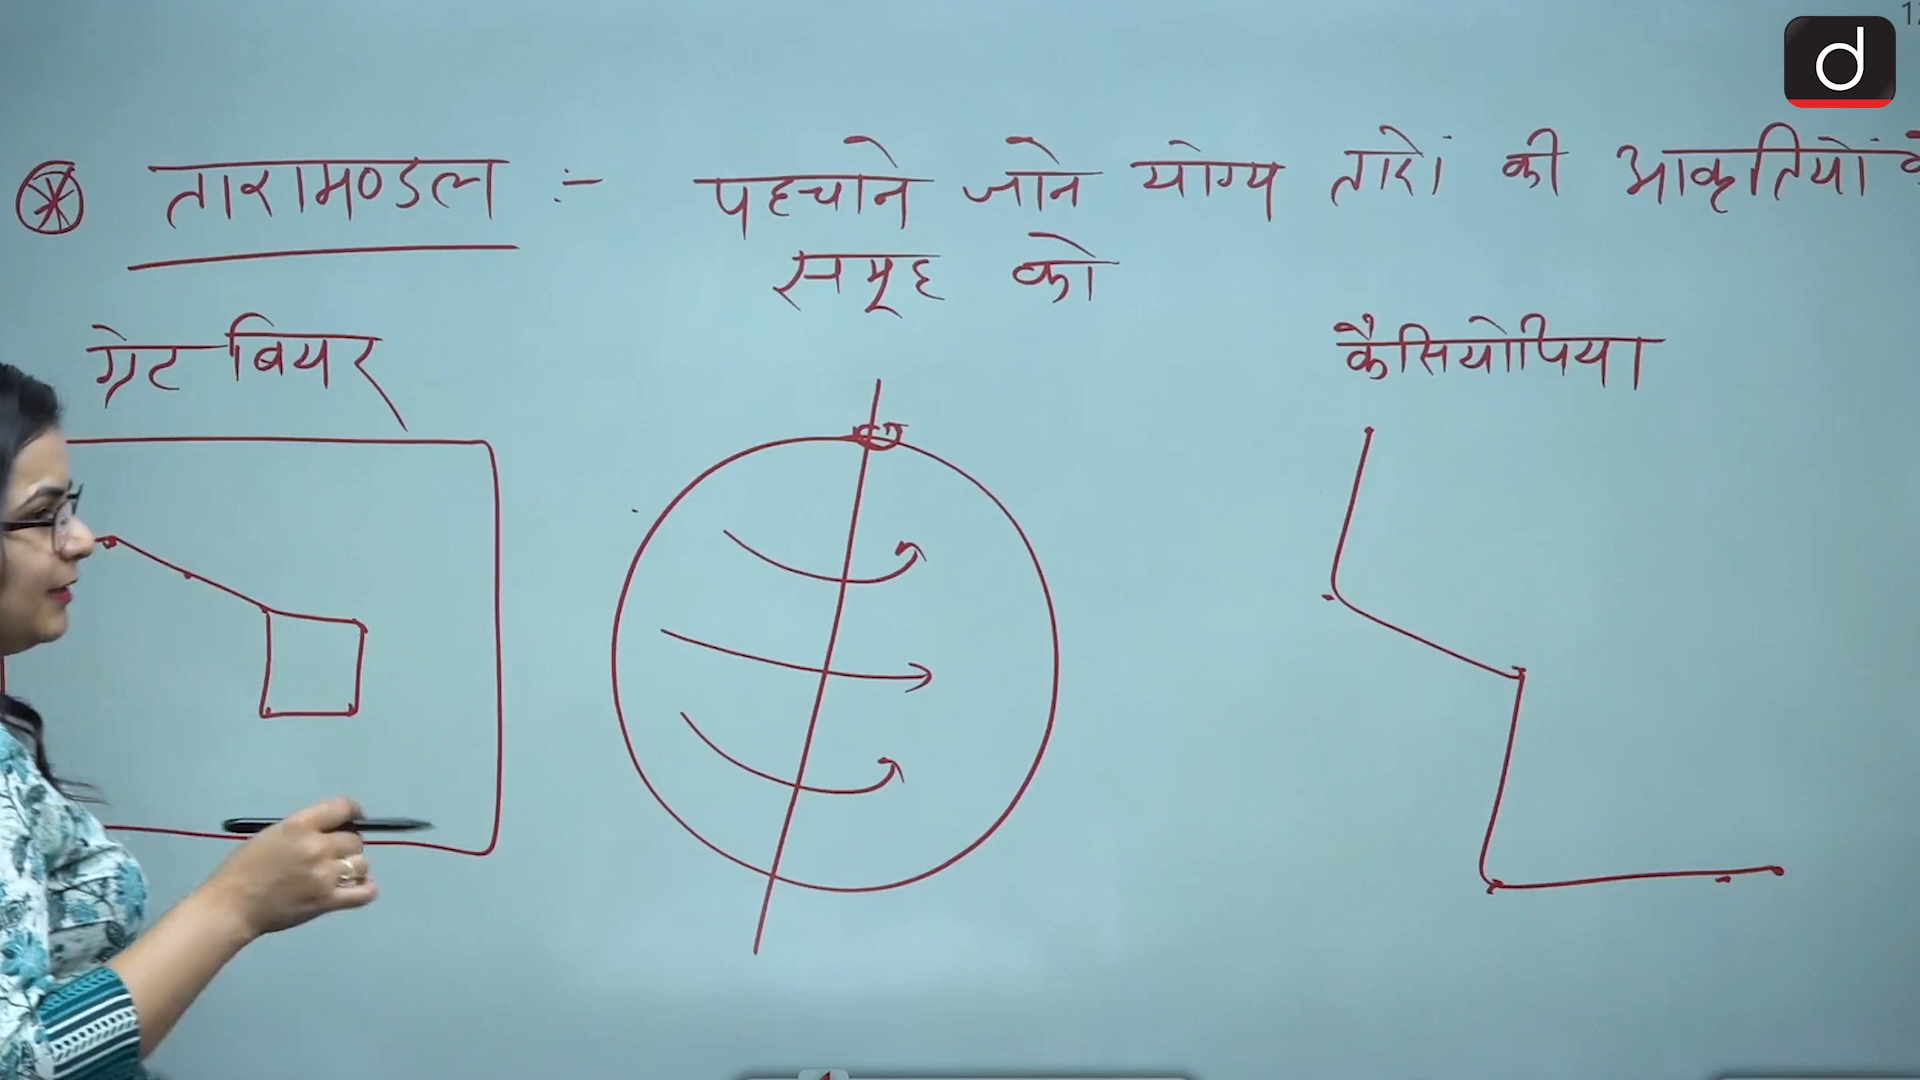 तारामण्डल :- पहचाने जाने योग्य तारों की आकृतियों के
समूह को
ग्रेट बियर
कैसियोपिया
d